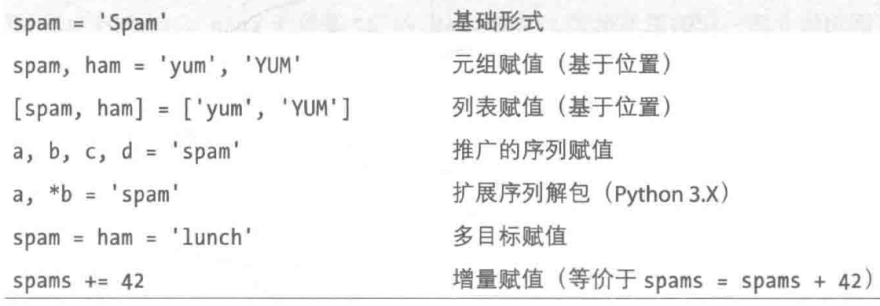 spam = 'Spam' 基础形式
spam, ham = 'yum', 'YUM' 元组赋值（基于位置）
[spam, ham] = ['yum', 'YUM'] 列表赋值（基于位置）
a, b, c, d = 'spam' 推广的序列赋值
a, *b = 'spam' 扩展序列解包（Python 3.X）
spam = ham = 'lunch' 多目标赋值
spams += 42 增量赋值（等价于 spams = spams + 42）